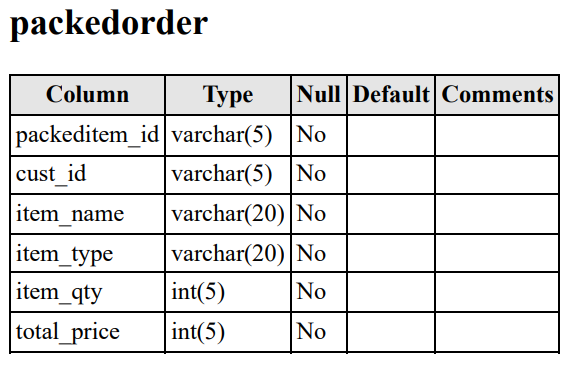 packedorder
Column Type Null Default Comments
packeditem_id varchar(5) No
cust_id varchar(5) No
item_name varchar(20) No
item_type varchar(20) No
item_qty int(5) No
total_price int(5) No